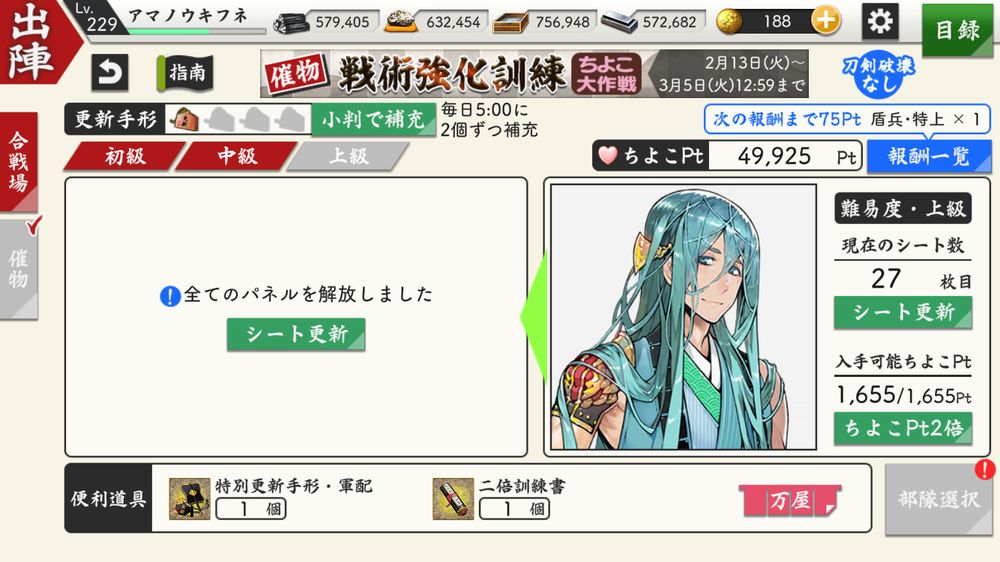 出陣
Lv.
229
アマノウキフネ
579,405
632,454
756,948
572,682
188
目録
指南
催物
戦術強化訓練
ちよこ
大作戦
2月13日(火)～
3月5日(火)12:59まで
刀剣破壊
なし
更新手形
小判で補充
毎日5:00に
2個ずつ補充
次の報酬まで75Pt 盾兵・特上 × 1
合戦場
初級
中級
上級
ちよこPt
49,925 Pt
報酬一覧
催物
全てのパネルを解放しました
シート更新
難易度・上級
現在のシート数
27 枚目
シート更新
入手可能ちよこPt
1,655/1,655Pt
ちよこPt2倍
便利道具
特別更新手形・軍配
1 個
二倍訓練書
1 個
万屋
部隊選択